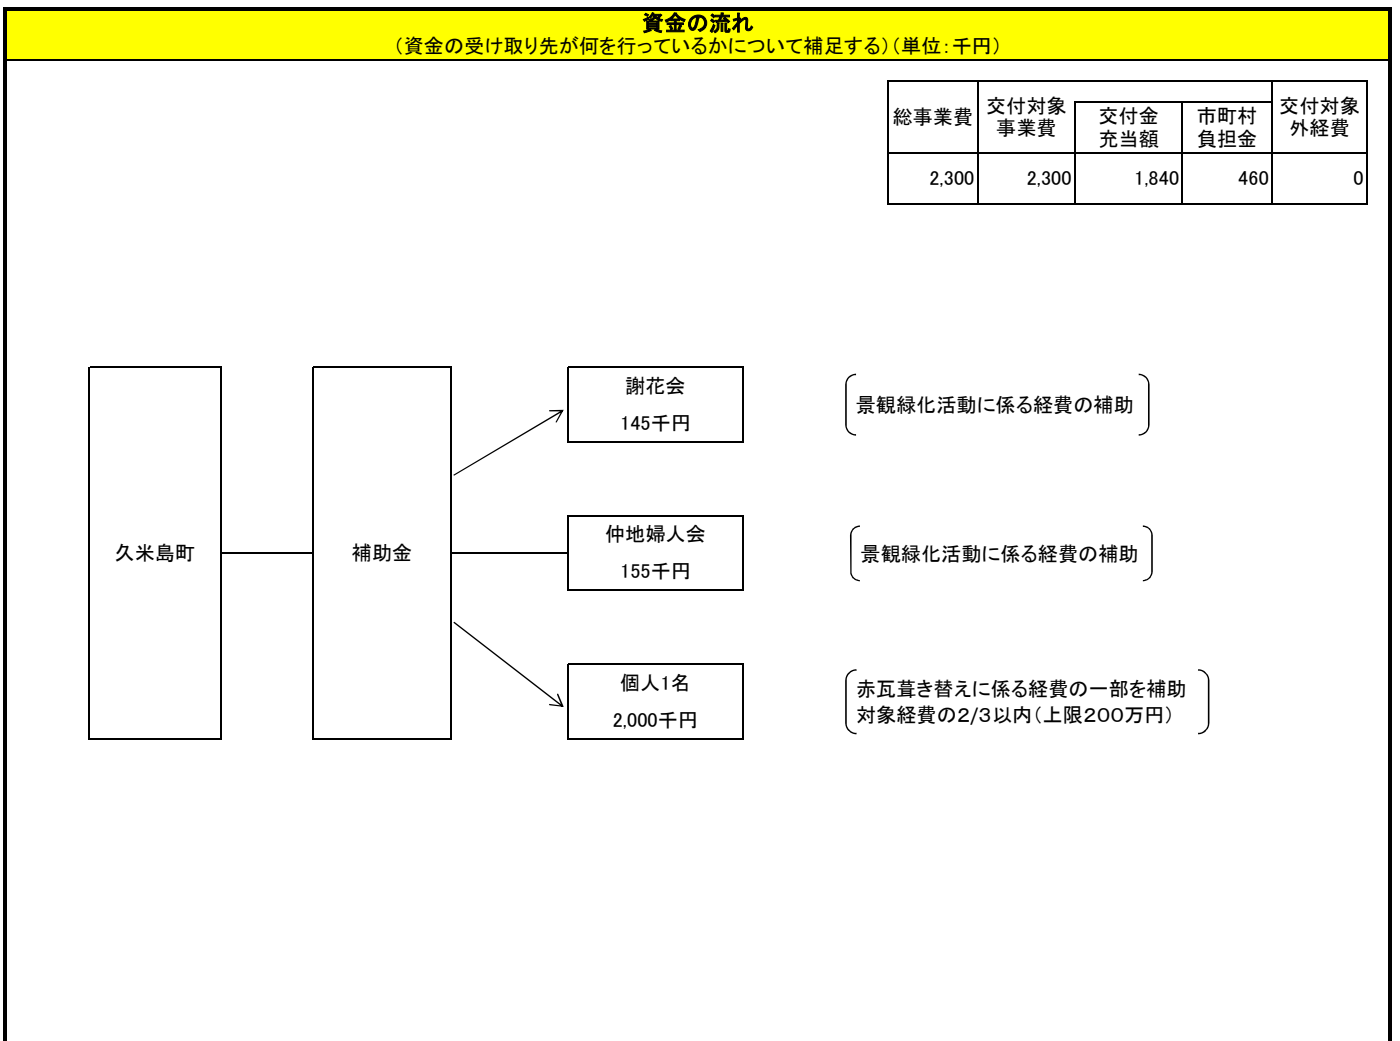 資金の流れ
（資金の受け取り先が何を行っているかについて補足する）（単位：千円）
総事業費
交付対象
事業費
交付金
充当額
市町村
負担金
交付対象
外経費
2,300
2,300
1,840
460
0
久米島町
補助金
謝花会
145千円
景観緑化活動に係る経費の補助
仲地婦人会
155千円
景観緑化活動に係る経費の補助
個人1名
2,000千円
赤瓦葺き替えに係る経費の一部を補助
対象経費の2/3以内（上限200万円）